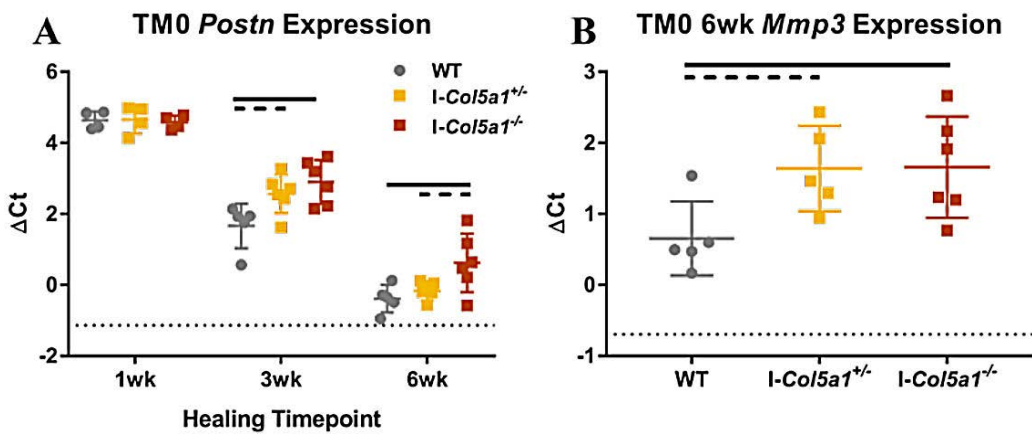 A
TM0 Postn Expression
WT
I-Col5a1+/-
I-Col5a1-/-
6
4
2
0
-2
ΔCt
1wk
3wk
6wk
Healing Timepoint
B
TM0 6wk Mmp3 Expression
3
2
1
0
-1
ΔCt
WT
I-Col5a1+/-
I-Col5a1-/-